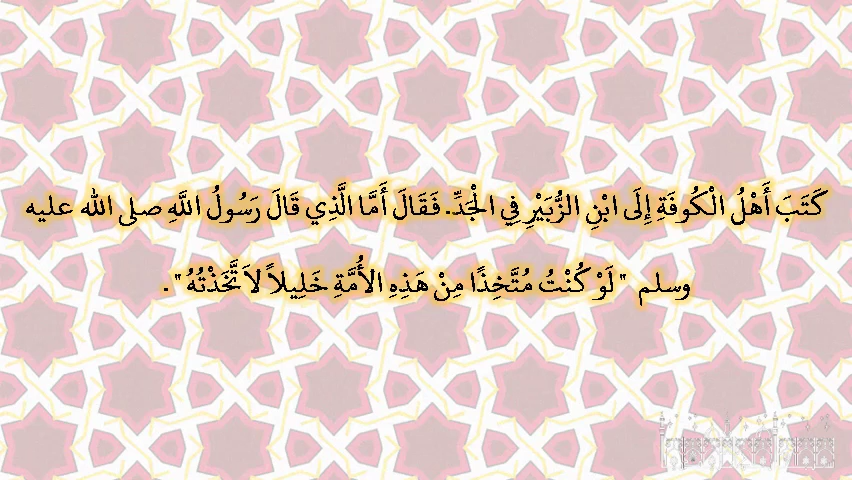 كَتَبَ أَهْلُ الْكُوفَةِ إِلَى ابْنِ الزُّبَيْرِ فِي الْجَدِّ. فَقَالَ أَمَّا الَّذِي قَالَ رَسُولُ اللَّهِ صلى الله عليه
وسلم ‏"‏ لَوْ كُنْتُ مُتَّخِذًا مِنْ هَذِهِ الأُمَّةِ خَلِيلاً لاَتَّخَذْتُهُ ‏"‏‏.‏